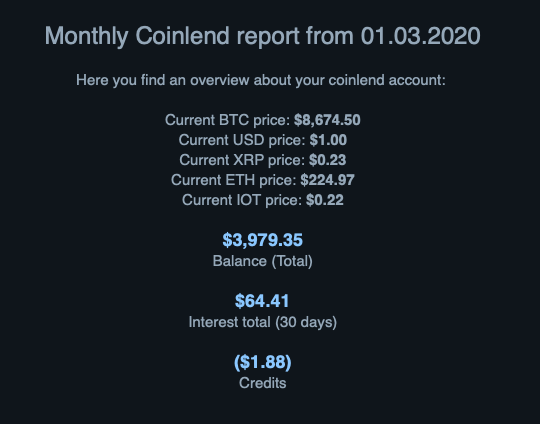 Monthly Coinlend report from 01.03.2020
Here you find an overview about your coinlend account:
Current BTC price: $8,674.50
Current USD price: $1.00
Current XRP price: $0.23
Current ETH price: $224.97
Current IOT price: $0.22
$3,979.35
Balance (Total)
$64.41
Interest total (30 days)
($1.88)
Credits